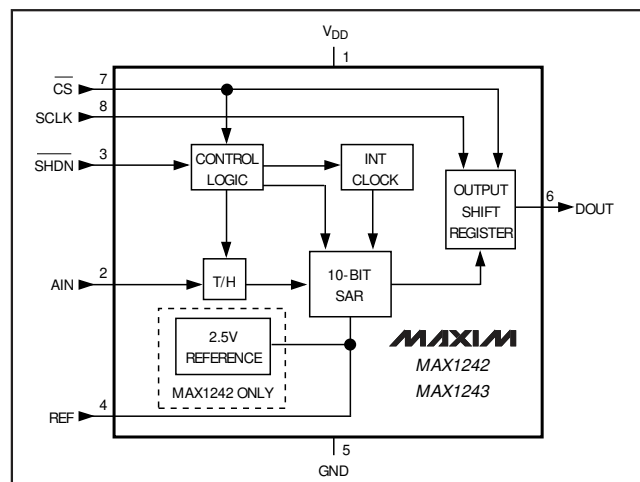 VDD
1
CS
7
SCLK
8
SHDN
3
CONTROL
LOGIC
INT
CLOCK
OUTPUT
SHIFT
REGISTER
6
DOUT
AIN
2
T/H
10-BIT
SAR
2.5V
REFERENCE
MAX1242 ONLY
MAXIM
MAX1242
MAX1243
REF
4
5
GND